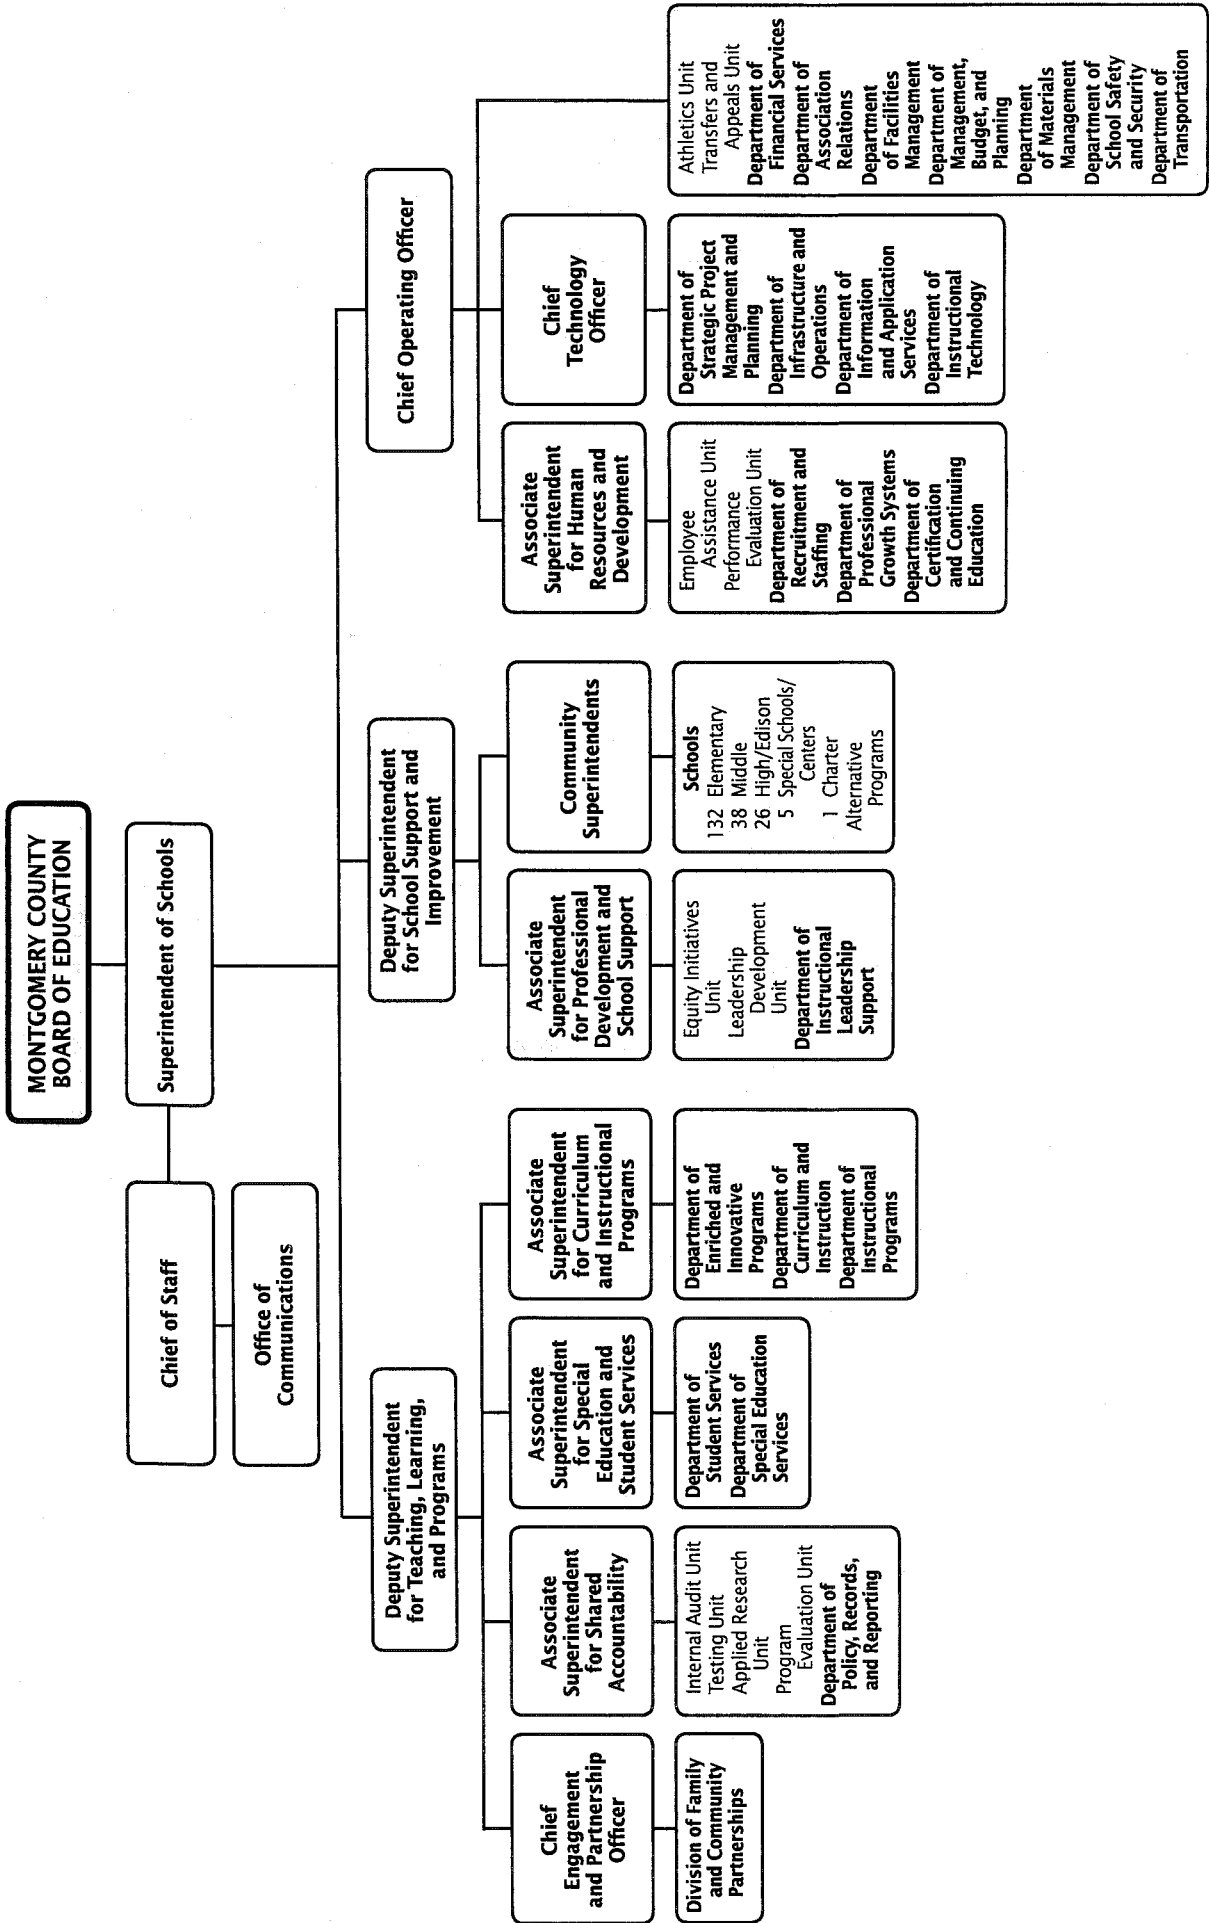 MONTGOMERY COUNTY
BOARD OF EDUCATION
Superintendent of Schools
Chief of Staff
Office of
Communications
Deputy Superintendent
for Teaching, Learning,
and Programs
Deputy Superintendent
for School Support and
Improvement
Chief Operating Officer
Chief
Engagement
and Partnership
Officer
Associate
Superintendent
for Shared
Accountability
Associate
Superintendent
for Special
Education and
Student Services
Associate
Superintendent
for Curriculum
and Instructional
Programs
Associate
Superintendent
for Professional
Development and
School Support
Community
Superintendents
Associate
Superintendent
for Human
Resources and
Development
Chief
Technology
Officer
Division of Family
and Community
Partnerships
Internal Audit Unit
Testing Unit
Applied Research
Unit
Program
Evaluation Unit
Department of
Policy, Records,
and Reporting
Department of
Student Services
Department of
Special Education
Services
Department of
Enriched and
Innovative
Programs
Department of
Curriculum and
Instruction
Department of
Instructional
Programs
Equity Initiatives
Unit
Leadership
Development
Unit
Department of
Instructional
Leadership
Support
Schools
132 Elementary
38 Middle
26 High/Edison
5 Special Schools/
Centers
1 Charter
Alternative
Programs
Employee
Assistance Unit
Performance
Evaluation Unit
Department of
Recruitment and
Staffing
Department of
Professional
Growth Systems
Department of
Certification
and Continuing
Education
Department of
Strategic Project
Management and
Planning
Department of
Infrastructure and
Operations
Department of
Information
and Application
Services
Department of
Instructional
Technology
Athletics Unit
Transfers and
Appeals Unit
Department of
Financial Services
Department of
Association
Relations
Department
of Facilities
Management
Department of
Management,
Budget, and
Planning
Department
of Materials
Management
Department of
School Safety
and Security
Department of
Transportation